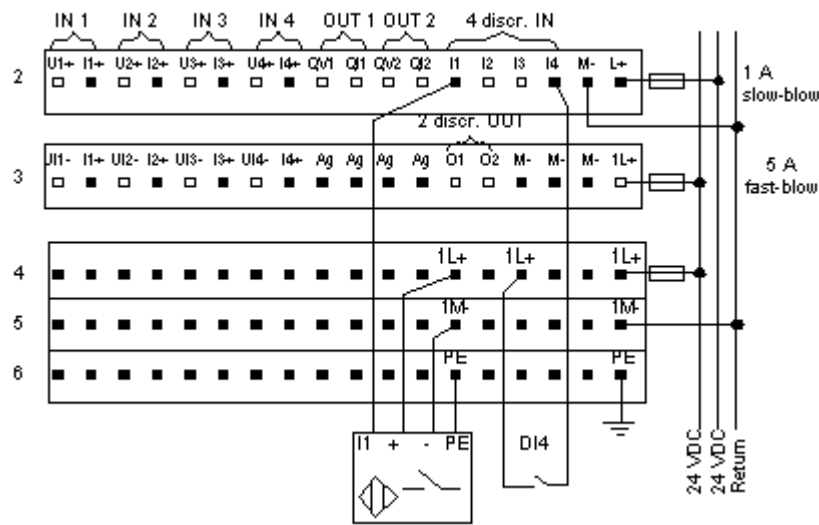 IN 1 IN 2 IN 3 IN 4 OUT 1 OUT 2 4 discr. IN
U1+ I1+ U2+ I2+ U3+ I3+ U4+ I4+ QV1 QI1 QV2 QI2 I1 I2 I3 I4 M- L+
2
1 A
slow-blow
2 discr. OUT
UI1- I1+ UI2- I2+ UI3- I3+ UI4- I4+ Ag Ag Ag Ag O1 O2 M- M- M- 1L+
3
5 A
fast-blow
1L+ 1L+ 1L+
4
1M- 1M-
5
PE PE
6
I1 + - PE DI4
24 VDC
24 VDC
Return